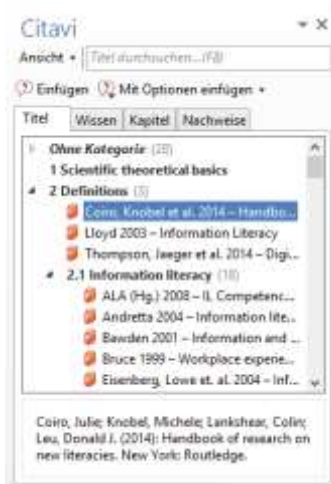 Citavi
Ansicht Titel durchsuchen...(F8)
Einfügen Mit Optionen einfügen
Titel Wissen Kapitel Nachweise
Ohne Kategorie (28)
1 Scientific theoretical basics
2 Definitions (3)
Coiro, Knobel et al. 2014 – Handbo...
Lloyd 2003 – Information Literacy
Thompson, Jaeger et al. 2014 – Digi...
2.1 Information literacy (18)
ALA (Hg.) 2008 – IL Competenc...
Andretta 2004 – Information lite...
Bawden 2001 – Information and ...
Bruce 1999 – Workplace experie...
Eisenberg, Lowe et. al. 2004 – Inf...
Coiro, Julie; Knobel, Michele; Lankshear, Colin;
Leu, Donald J. (2014): Handbook of research on
new literacies. New York: Routledge.